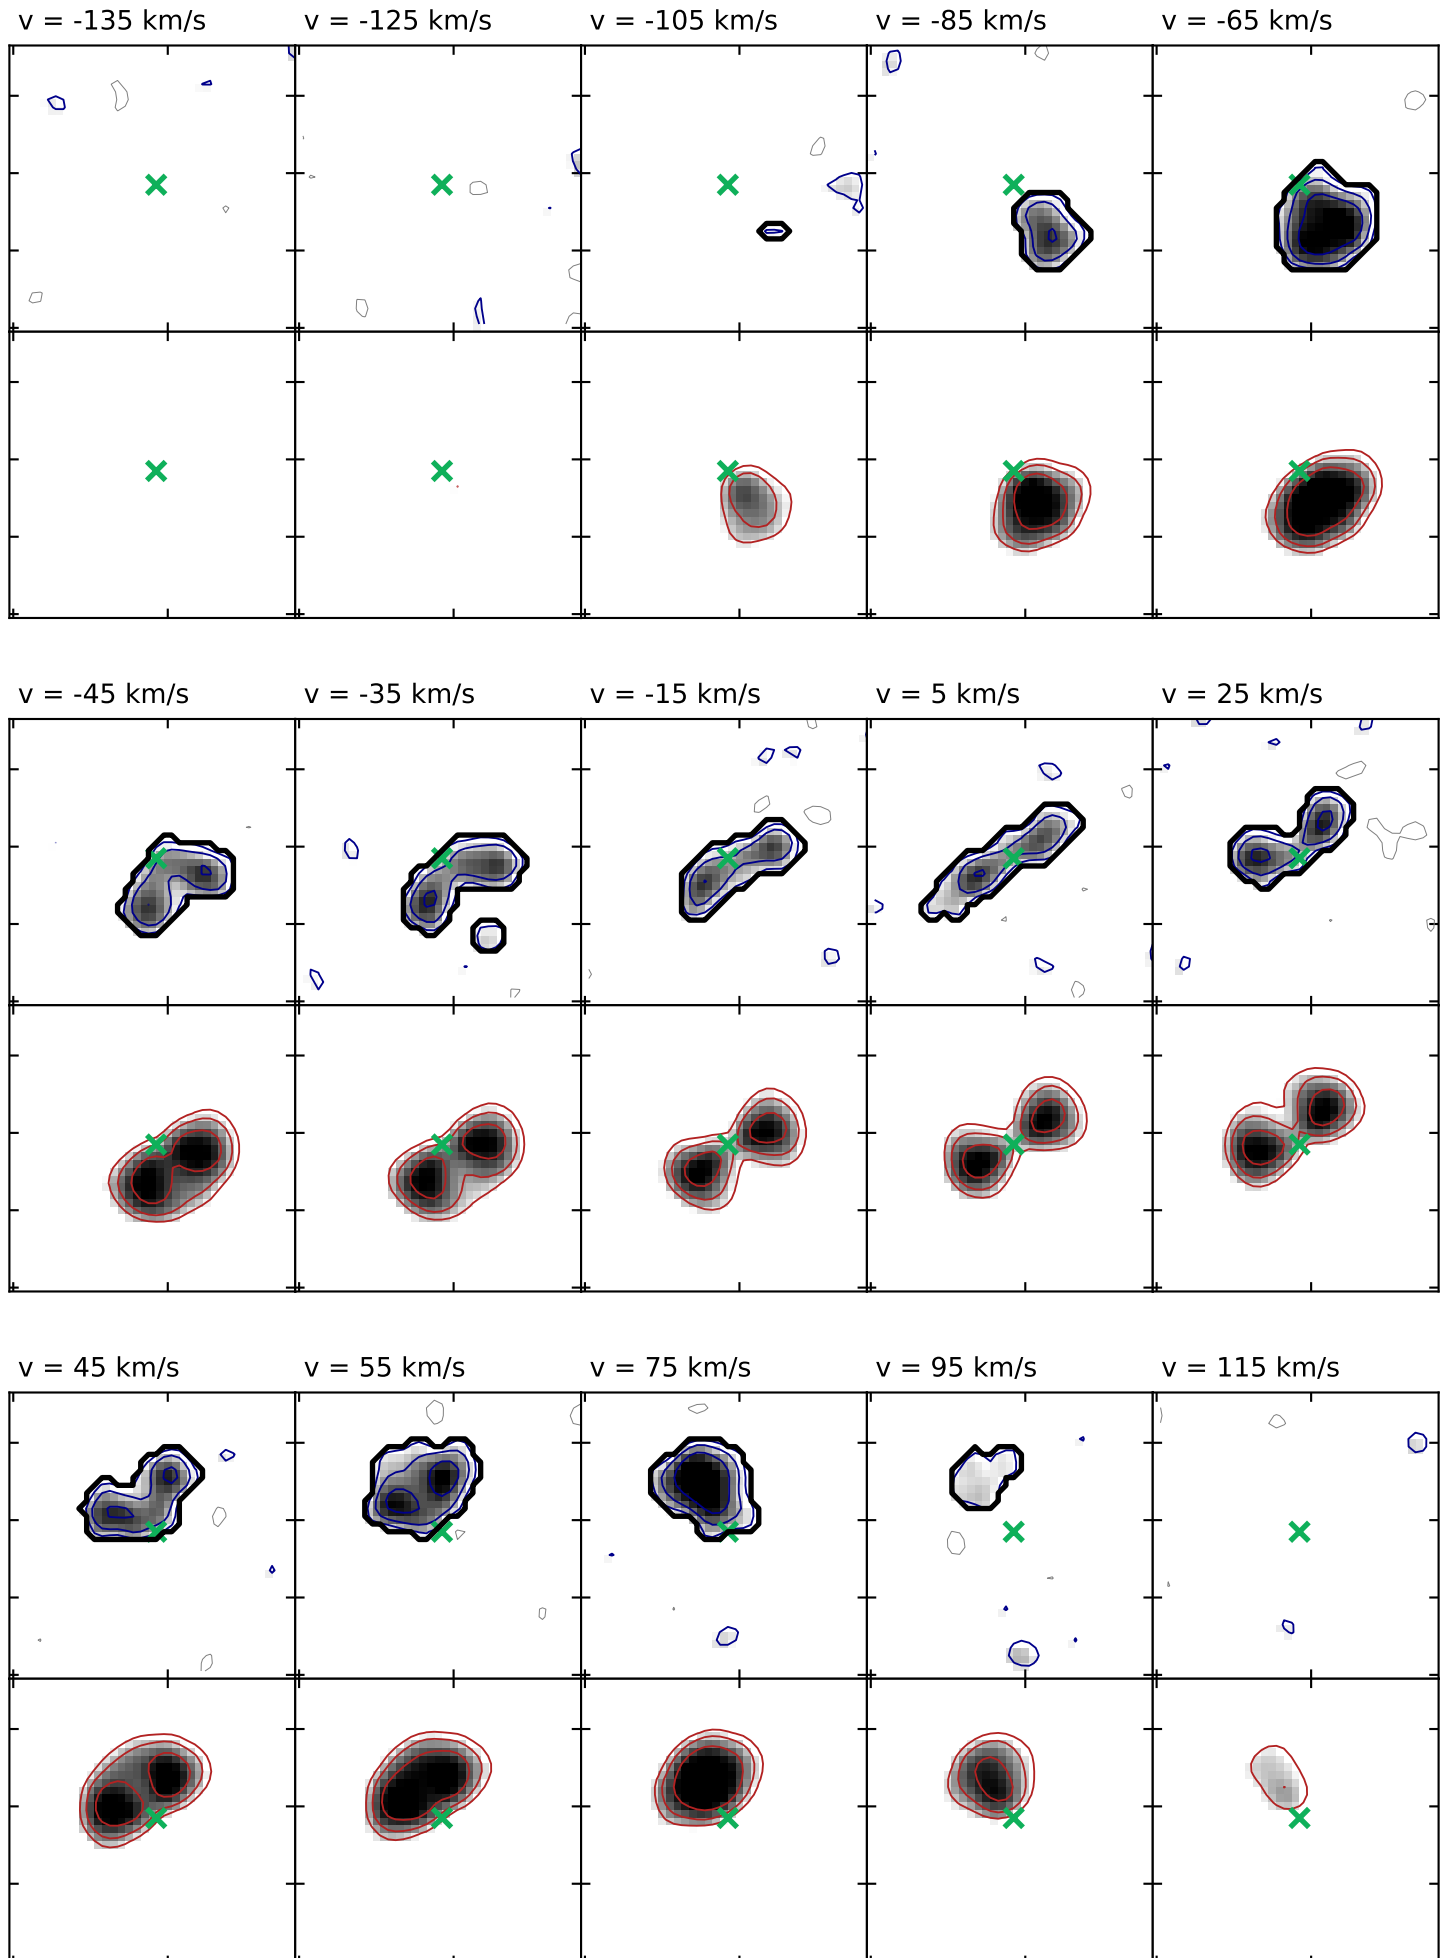 v = -135 km/s
v = -125 km/s
v = -105 km/s
v = -85 km/s
v = -65 km/s
v = -45 km/s
v = -35 km/s
v = -15 km/s
v = 5 km/s
v = 25 km/s
v = 45 km/s
v = 55 km/s
v = 75 km/s
v = 95 km/s
v = 115 km/s